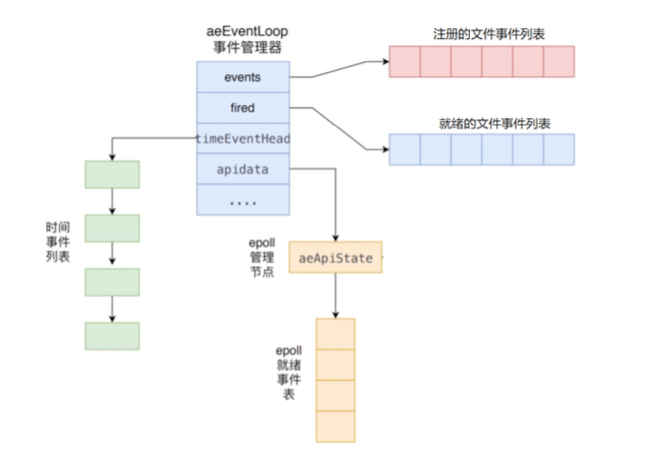 aeEventLoop
事件管理器
events
fired
timeEventHead
apidata
....
注册的文件事件列表
就绪的文件事件列表
时间
事件
列表
epoll
管理
节点
aeApiState
epoll
就绪
事件
表